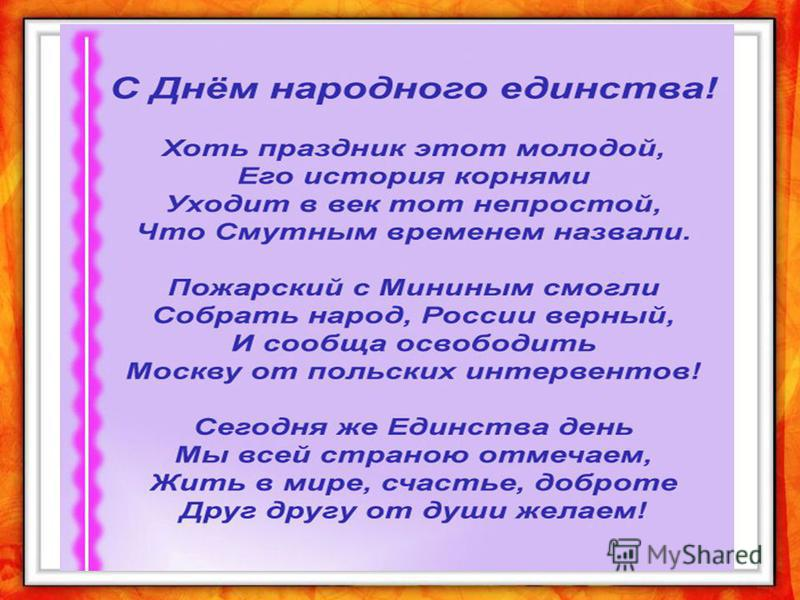 С Днём народного единства!
Хоть праздник этот молодой,
Его история корнями
Уходит в век тот непростой,
Что Смутным временем назвали.
Пожарский с Мининым смогли
Собрать народ, России верный,
И сообща освободить
Москву от польских интервентов!
Сегодня же Единства день
Мы всей страною отмечаем,
Жить в мире, счастье, доброте
Друг другу от души желаем!
MyShared